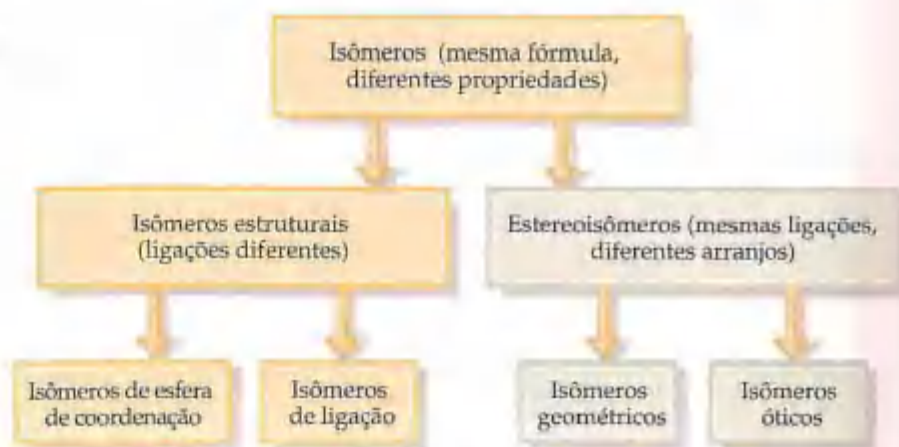 Isômeros (mesma fórmula,
diferentes propriedades)
Isômeros estruturais
(ligações diferentes)
Estereoisômeros (mesmas ligações,
diferentes arranjos)
Isômeros de esfera
de coordenação
Isômeros
de ligação
Isômeros
geométricos
Isômeros
óticos